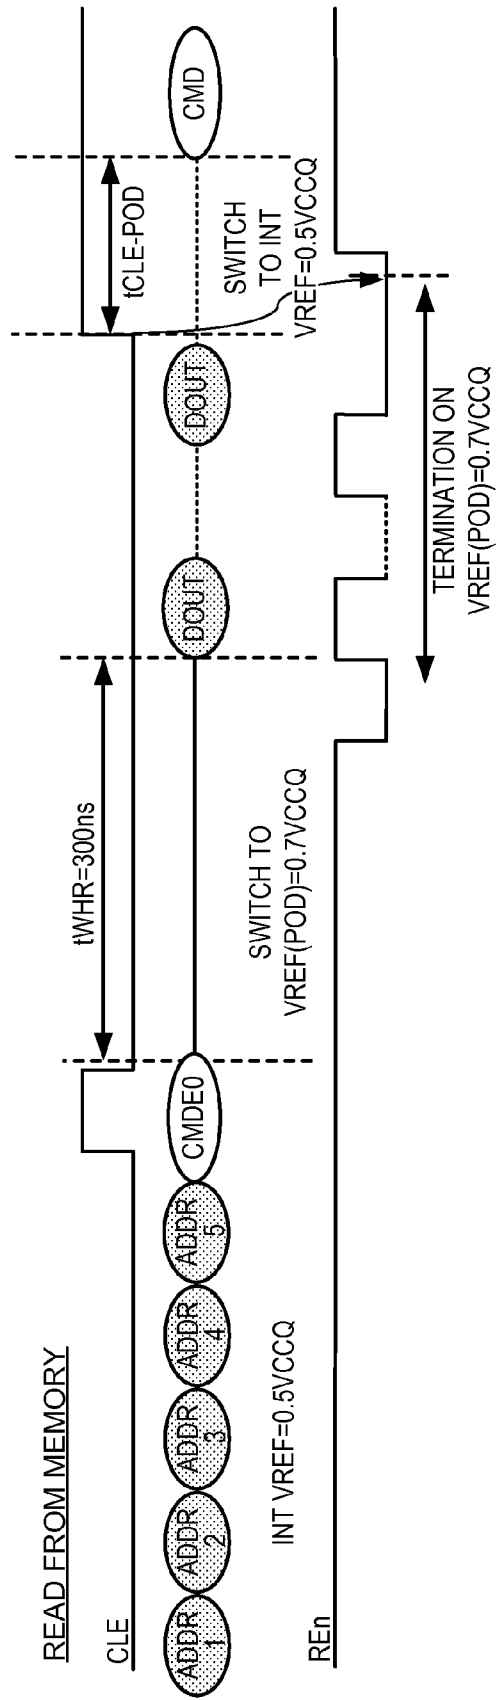 READ FROM MEMORY
CLE
tWHR=300ns
tCLE-POD
ADDR
1
ADDR
2
ADDR
3
ADDR
4
ADDR
5
CMDE0
DOUT
DOUT
CMD
INT VREF=0.5VCCQ
SWITCH TO
VREF(POD)=0.7VCCQ
SWITCH
TO INT
VREF=0.5VCCQ
REn
TERMINATION ON
VREF(POD)=0.7VCCQ